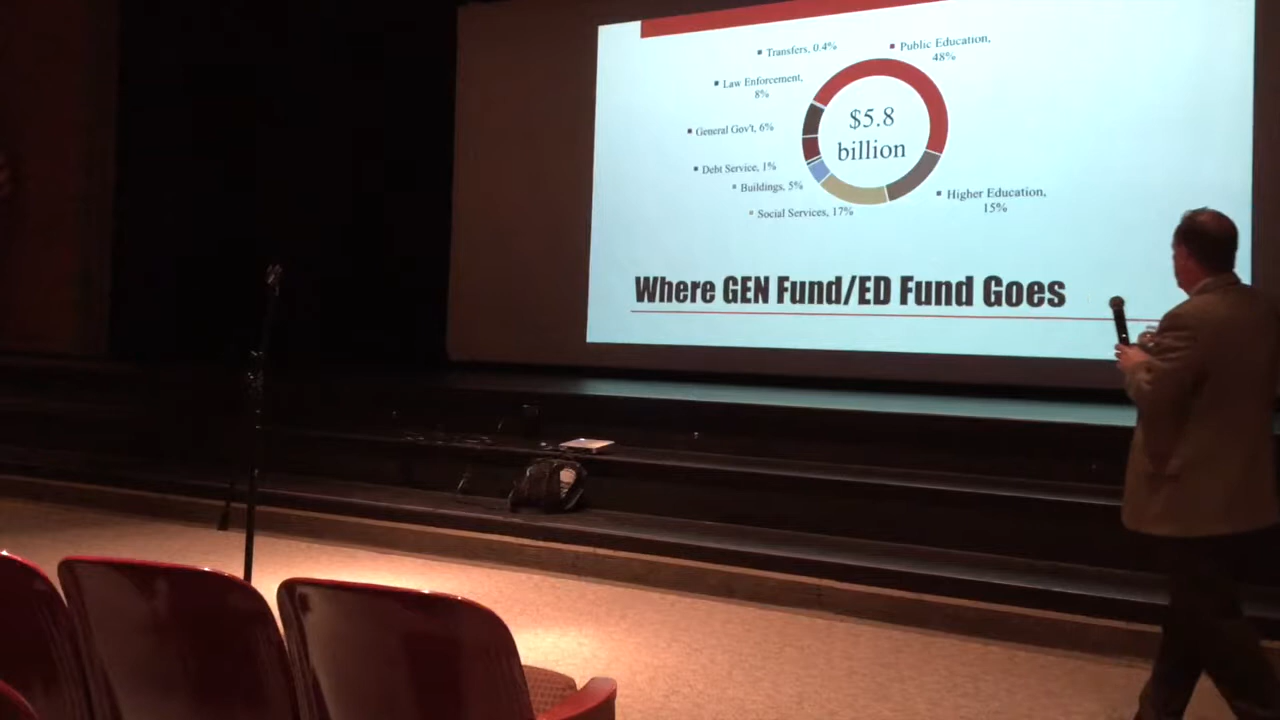 Transfers, 0.4%
Public Education,
48%
Law Enforcement,
8%
$5.8
billion
General Gov't, 6%
Debt Service, 1%
Buildings, 5%
Higher Education,
15%
Social Services, 17%
Where GEN Fund/ED Fund Goes